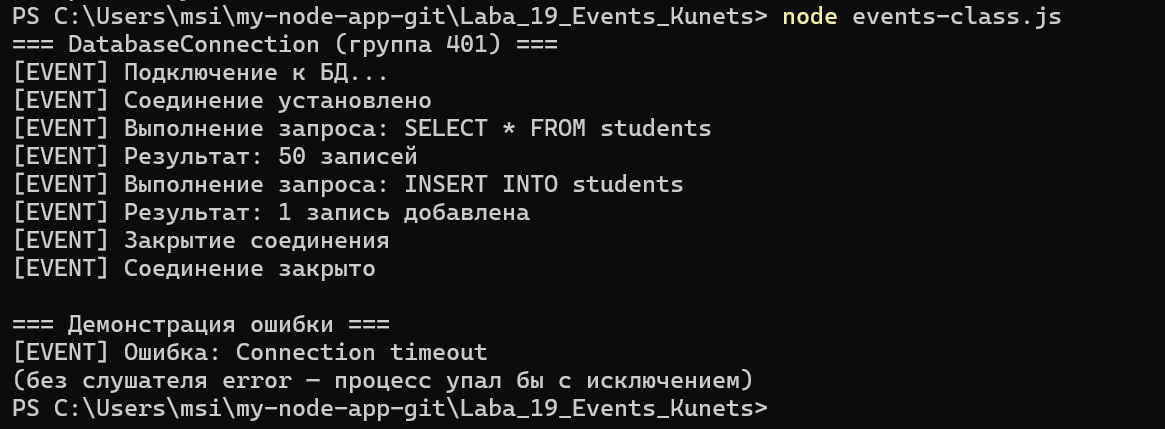 PS C:\Users\msi\my-node-app-git\Laba_19_Events_Kunets> node events-class.js
=== DatabaseConnection (группа 401) ===
[EVENT] Подключение к БД...
[EVENT] Соединение установлено
[EVENT] Выполнение запроса: SELECT * FROM students
[EVENT] Результат: 50 записей
[EVENT] Выполнение запроса: INSERT INTO students
[EVENT] Результат: 1 запись добавлена
[EVENT] Закрытие соединения
[EVENT] Соединение закрыто
=== Демонстрация ошибки ===
[EVENT] Ошибка: Connection timeout
(без слушателя error — процесс упал бы с исключением)
PS C:\Users\msi\my-node-app-git\Laba_19_Events_Kunets>